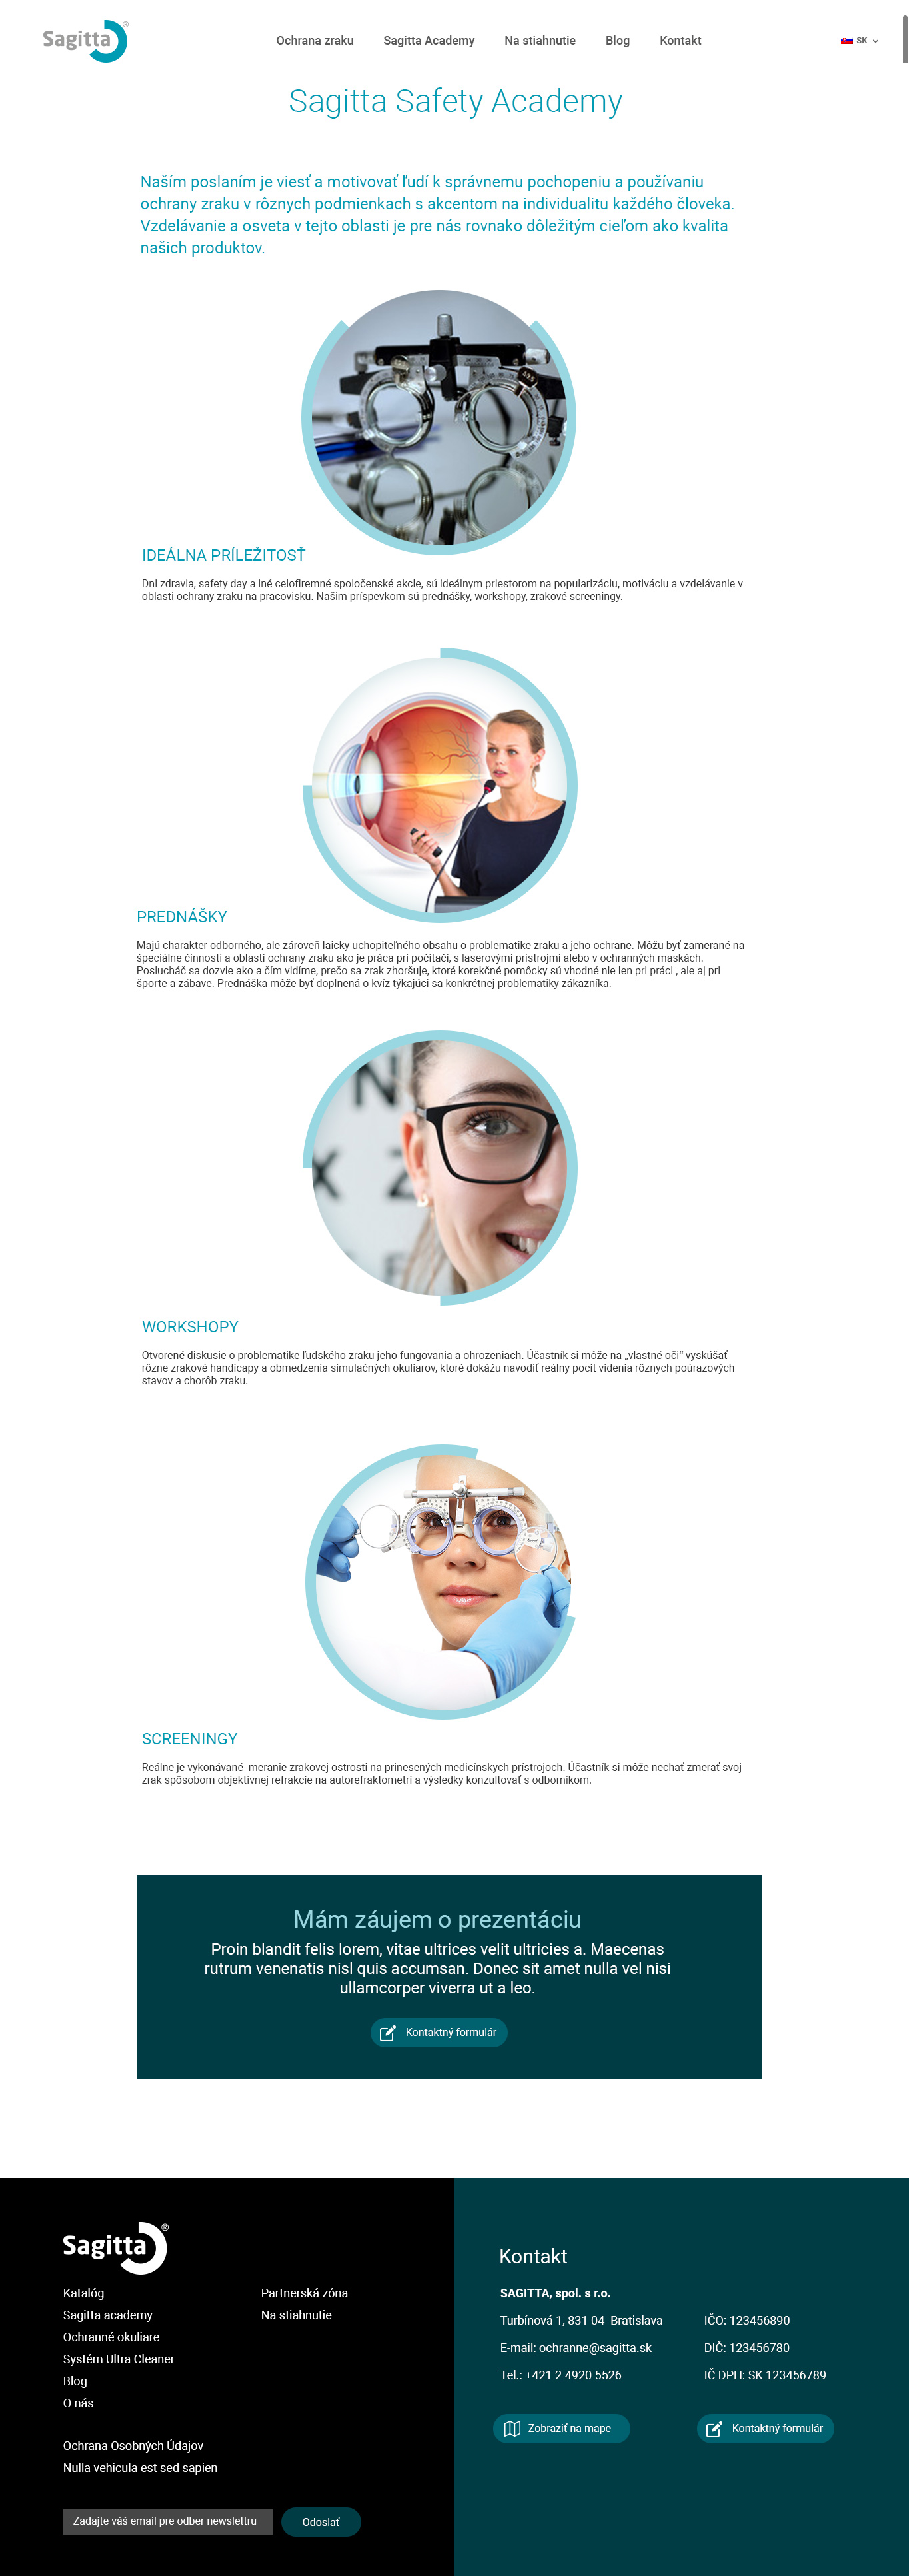 Sagitta®
Ochrana zraku
Sagitta Academy
Na stiahnutie
Blog
Kontakt
SK
Sagitta Safety Academy
Naším poslaním je viesť a motivovať ľudí k správnemu pochopeniu a používaniu
ochrany zraku v rôznych podmienkach s akcentom na individualitu každého človeka.
Vzdelávanie a osveta v tejto oblasti je pre nás rovnako dôležitým cieľom ako kvalita
našich produktov.
IDEÁLNA PRÍLEŽITOSŤ
Dni zdravia, safety day a iné celofiremné spoločenské akcie, sú ideálnym priestorom na popularizáciu, motiváciu a vzdelávanie v
oblasti ochrany zraku na pracovisku. Našim príspevkom sú prednášky, workshopy, zrakové screeningy.
PREDNÁŠKY
Majú charakter odborného, ale zároveň laicky uchopiteľného obsahu o problematike zraku a jeho ochrane. Môžu byť zamerané na
špeciálne činnosti a oblasti ochrany zraku ako je práca pri počítači, s laserovými prístrojmi alebo v ochranných maskách.
Poslucháč sa dozvie ako a čím vidíme, prečo sa zrak zhoršuje, ktoré korekčné pomôcky sú vhodné nie len pri práci , ale aj pri
športe a zábave. Prednáška môže byť doplnená o kvíz týkajúci sa konkrétnej problematiky zákazníka.
WORKSHOPY
Otvorené diskusie o problematike ľudského zraku jeho fungovania a ohrozeniach. Účastník si môže na „vlastné oči“ vyskúšať
rôzne zrakové handicapy a obmedzenia simulačných okuliarov, ktoré dokážu navodiť reálny pocit videnia rôznych poúrazových
stavov a chorôb zraku.
SCREENINGY
Reálne je vykonávané  meranie zrakovej ostrosti na prinesených medicínskych prístrojoch. Účastník si môže nechať zmerať svoj
zrak spôsobom objektívnej refrakcie na autorefraktometri a výsledky konzultovať s odborníkom.
Mám záujem o prezentáciu
Proin blandit felis lorem, vitae ultrices velit ultricies a. Maecenas
rutrum venenatis nisl quis accumsan. Donec sit amet nulla vel nisi
ullamcorper viverra ut a leo.
Kontaktný formulár
Sagitta®
Katalóg
Sagitta academy
Ochranné okuliare
Systém Ultra Cleaner
Blog
O nás
Partnerská zóna
Na stiahnutie
Ochrana Osobných Údajov
Nulla vehicula est sed sapien
Zadajte váš email pre odber newslettru
Odoslať
Kontakt
SAGITTA, spol. s r.o.
Turbínová 1, 831 04  Bratislava
E-mail: ochranne@sagitta.sk
Tel.: +421 2 4920 5526
IČO: 123456890
DIČ: 123456780
IČ DPH: SK 123456789
Zobraziť na mape
Kontaktný formulár